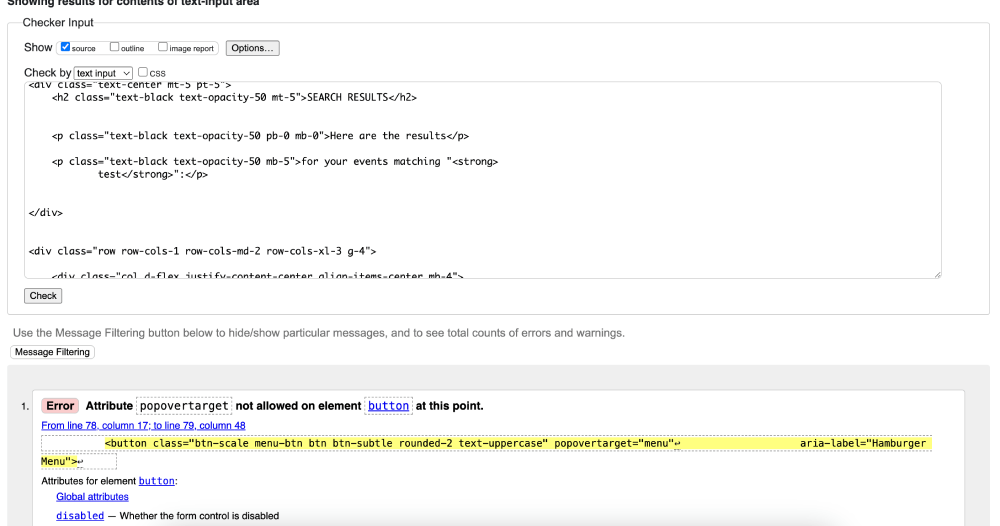 Showing results for contents of text-input area
Checker Input
Show source outline image report Options...
Check by text input css
<div class="text-center mt-5 pt-5">
<h2 class="text-black text-opacity-50 mt-5">SEARCH RESULTS</h2>
<p class="text-black text-opacity-50 pb-0 mb-0">Here are the results</p>
<p class="text-black text-opacity-50 mb-5">for your events matching "<strong>
test</strong>":</p>
</div>
<div class="row row-cols-1 row-cols-md-2 row-cols-xl-3 g-4">
<div class="col d-flex justify-content-center align-items-center mb-4">
Check
Use the Message Filtering button below to hide/show particular messages, and to see total counts of errors and warnings.
Message Filtering
1. Error Attribute popovertarget not allowed on element button at this point.
From line 78, column 17; to line 79, column 48
<button class="btn-scale menu-btn btn btn-subtle rounded-2 text-uppercase" popovertarget="menu"↩ aria-label="Hamburger
Menu">↩
Attributes for element button:
Global attributes
disabled — Whether the form control is disabled